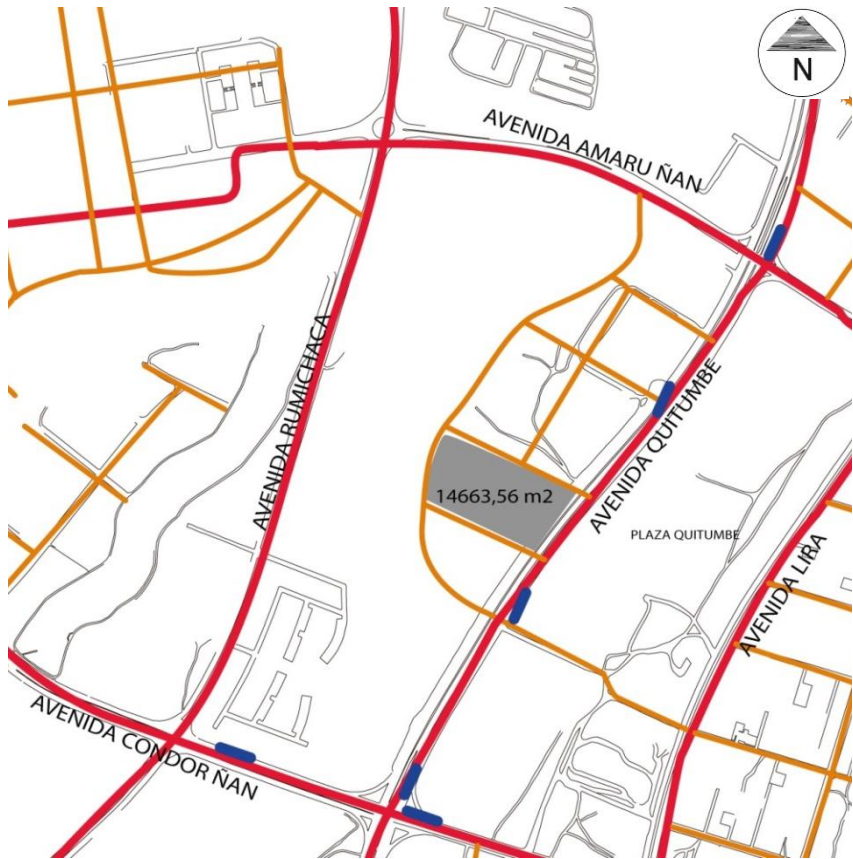 N
AVENIDA AMARU ÑAN
AVENIDA RUMICHACA
AVENIDA QUITUMBE
14663,56 m2
PLAZA QUITUMBE
AVENIDA LIRA
AVENIDA CONDOR ÑAN